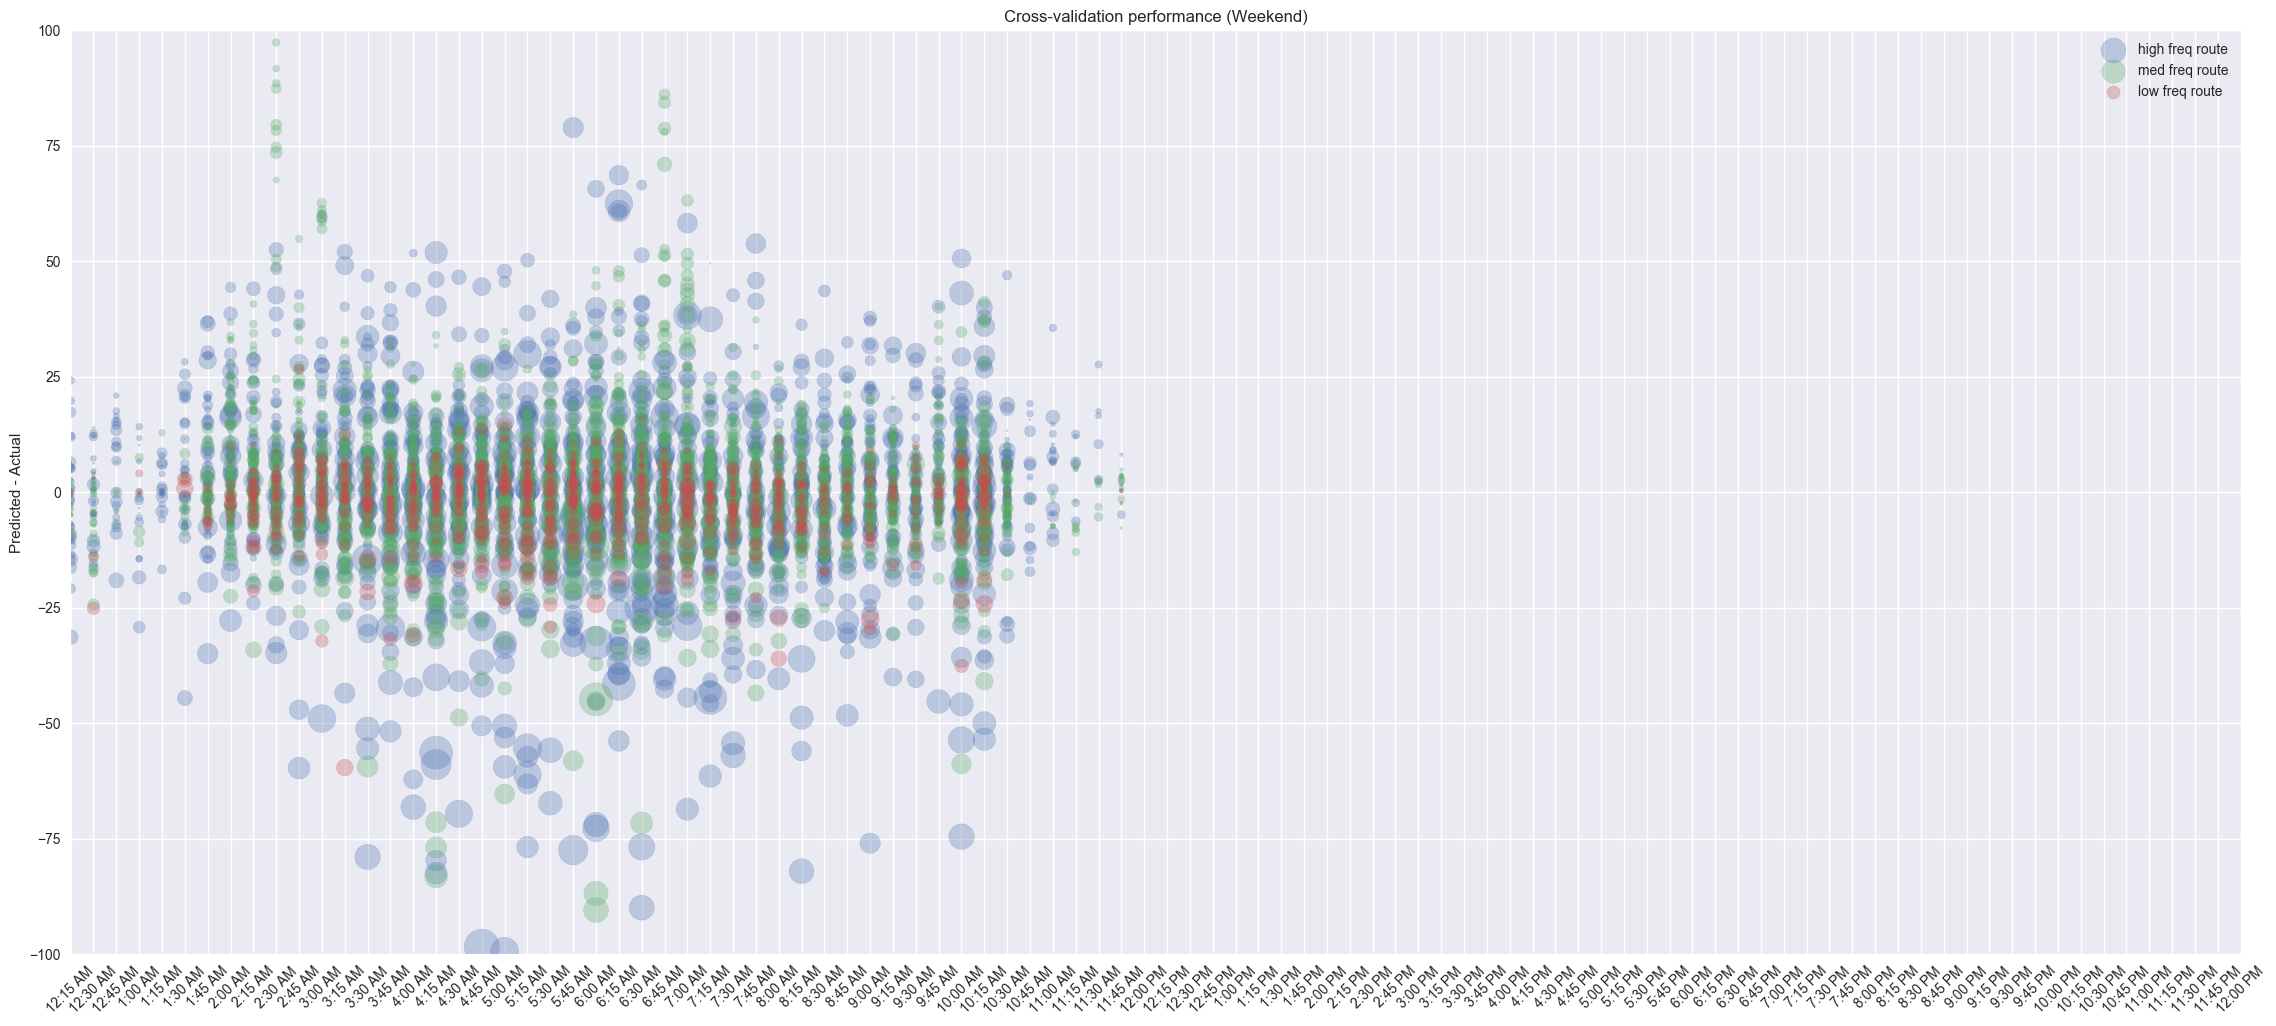 Cross-validation performance (Weekend)
high freq route
med freq route
low freq route
Predicted - Actual
100
75
50
25
0
−25
−50
−75
−100
12:15 AM
12:30 AM
12:45 AM
1:00 AM
1:15 AM
1:30 AM
1:45 AM
2:00 AM
2:15 AM
2:30 AM
2:45 AM
3:00 AM
3:15 AM
3:30 AM
3:45 AM
4:00 AM
4:15 AM
4:30 AM
4:45 AM
5:00 AM
5:15 AM
5:30 AM
5:45 AM
6:00 AM
6:15 AM
6:30 AM
6:45 AM
7:00 AM
7:15 AM
7:30 AM
7:45 AM
8:00 AM
8:15 AM
8:30 AM
8:45 AM
9:00 AM
9:15 AM
9:30 AM
9:45 AM
10:00 AM
10:15 AM
10:30 AM
10:45 AM
11:00 AM
11:15 AM
11:30 AM
11:45 AM
12:00 PM
12:15 PM
12:30 PM
12:45 PM
1:00 PM
1:15 PM
1:30 PM
1:45 PM
2:00 PM
2:15 PM
2:30 PM
2:45 PM
3:00 PM
3:15 PM
3:30 PM
3:45 PM
4:00 PM
4:15 PM
4:30 PM
4:45 PM
5:00 PM
5:15 PM
5:30 PM
5:45 PM
6:00 PM
6:15 PM
6:30 PM
6:45 PM
7:00 PM
7:15 PM
7:30 PM
7:45 PM
8:00 PM
8:15 PM
8:30 PM
8:45 PM
9:00 PM
9:15 PM
9:30 PM
9:45 PM
10:00 PM
10:15 PM
10:30 PM
10:45 PM
11:00 PM
11:15 PM
11:30 PM
11:45 PM
12:00 PM